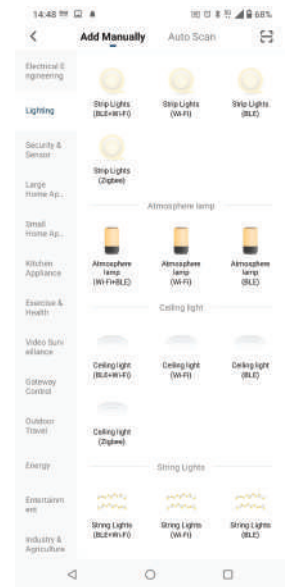 14:48
68%
Add Manually
Auto Scan
Electrical E
ngineering
Lighting
Security &
Sensor
Large
Home Ap...
Small
Home Ap...
Kitchen
Appliance
Exercise &
Health
Video Surv
eillance
Gateway
Control
Outdoor
Travel
Energy
Entertainm
ent
Industry &
Agriculture
Strip Lights
(BLE+Wi-Fi)
Strip Lights
(Wi-Fi)
Strip Lights
(BLE)
Strip Lights
(Zigbee)
Atmosphere lamp
Atmosphere
lamp
(Wi-Fi+BLE)
Atmosphere
lamp
(Wi-Fi)
Atmosphere
lamp
(BLE)
Ceiling light
Ceiling light
(BLE+Wi-Fi)
Ceiling light
(Wi-Fi)
Ceiling light
(BLE)
Ceiling light
(Zigbee)
String Lights
String Lights
(BLE+Wi-Fi)
String Lights
(Wi-Fi)
String Lights
(BLE)